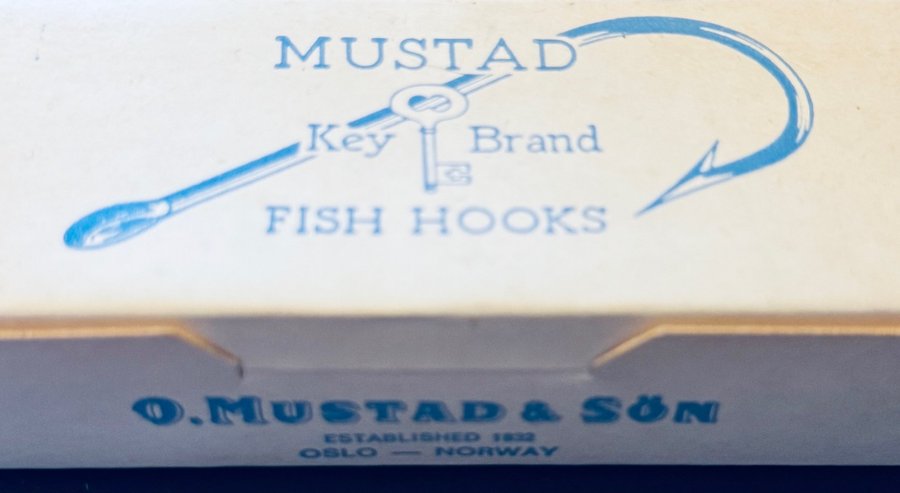 MUSTAD
Key Brand
FISH HOOKS
O. MUSTAD & SÖN
ESTABLISHED 1832
OSLO — NORWAY